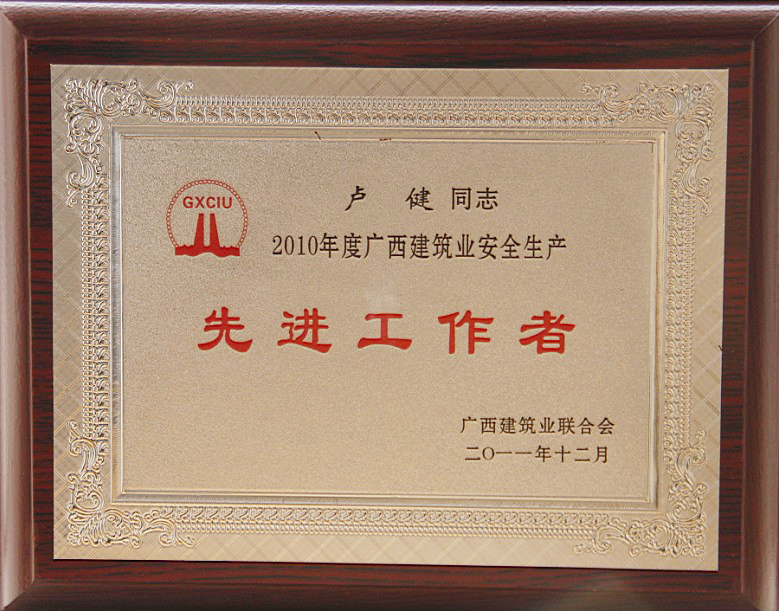 GXCIU
卢 健 同志
2010年度广西建筑业安全生产
先进工作者
广西建筑业联合会
二〇一一年十二月